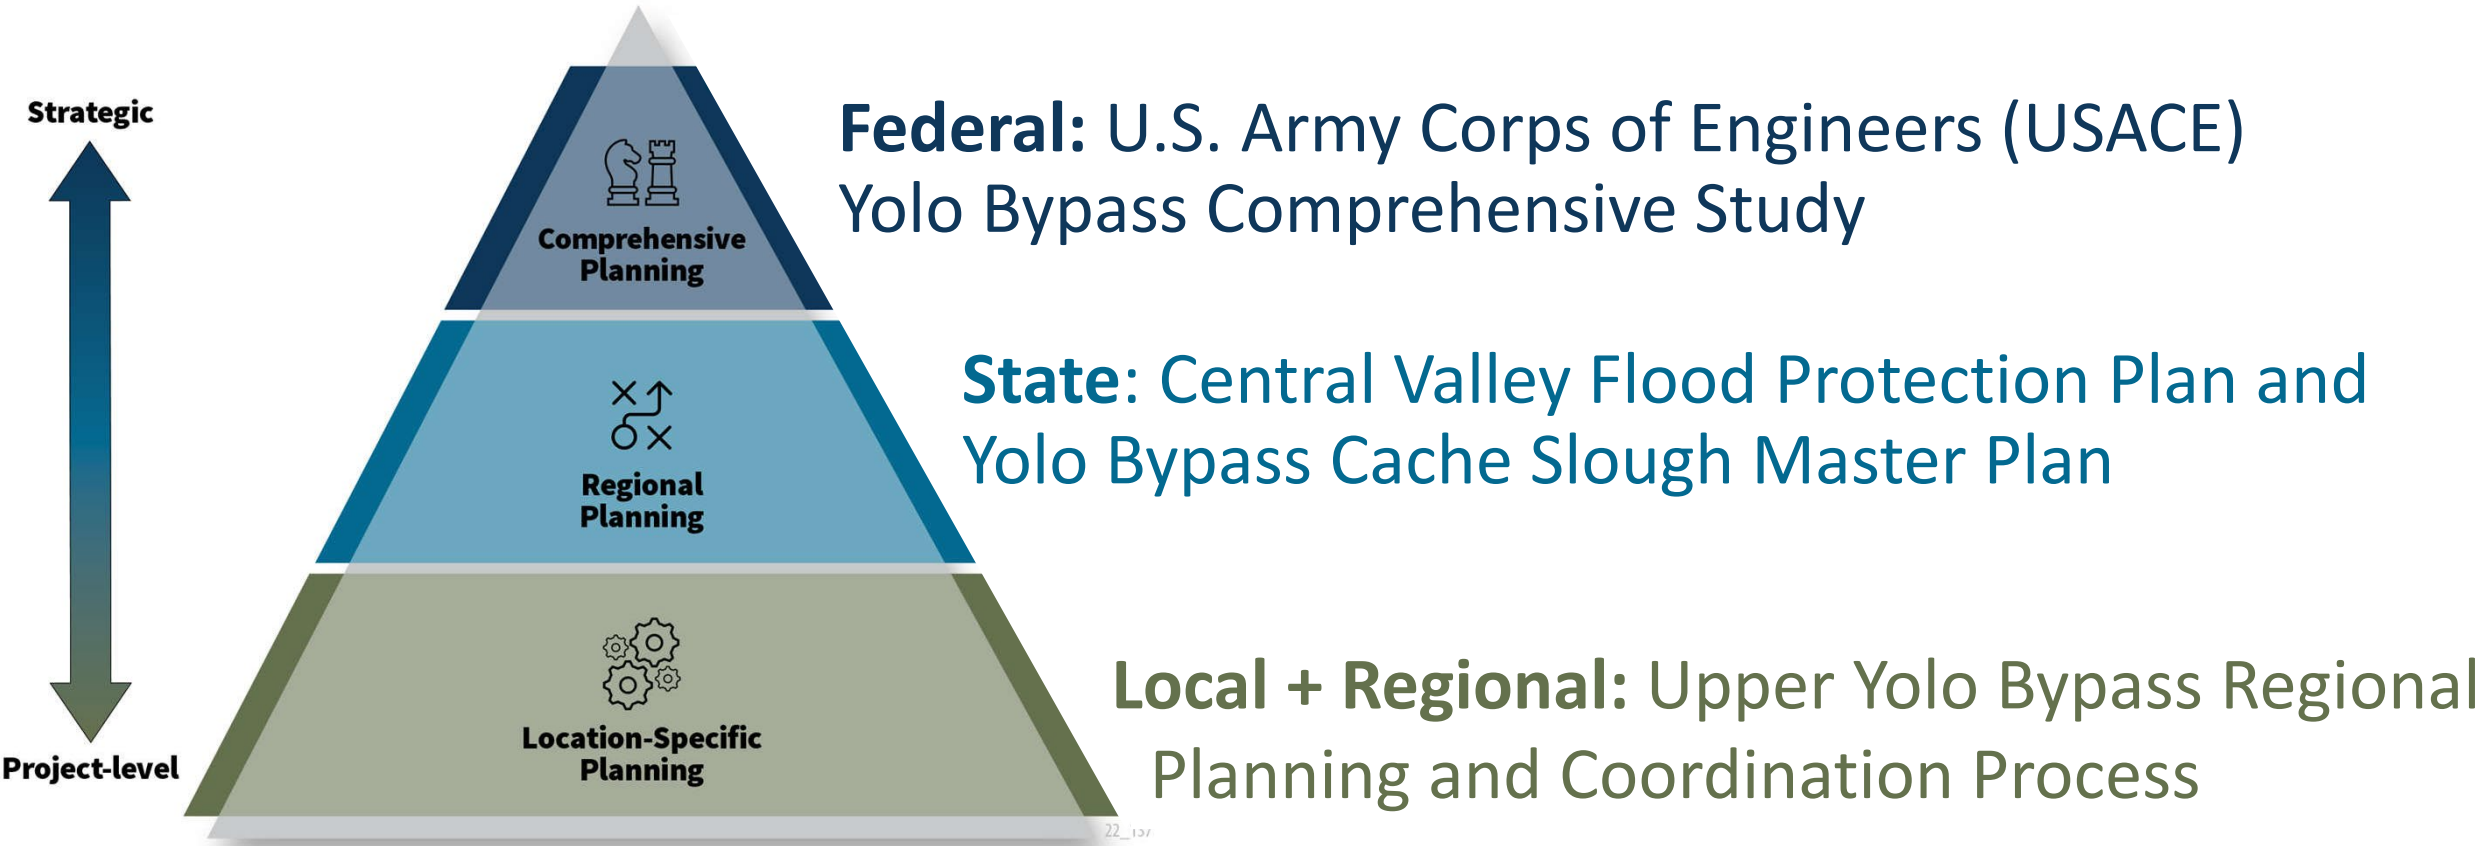 Strategic
Comprehensive
Planning
Federal: U.S. Army Corps of Engineers (USACE)
Yolo Bypass Comprehensive Study
Regional
Planning
State: Central Valley Flood Protection Plan and
Yolo Bypass Cache Slough Master Plan
Location-Specific
Planning
Project-level
Local + Regional: Upper Yolo Bypass Regional
Planning and Coordination Process